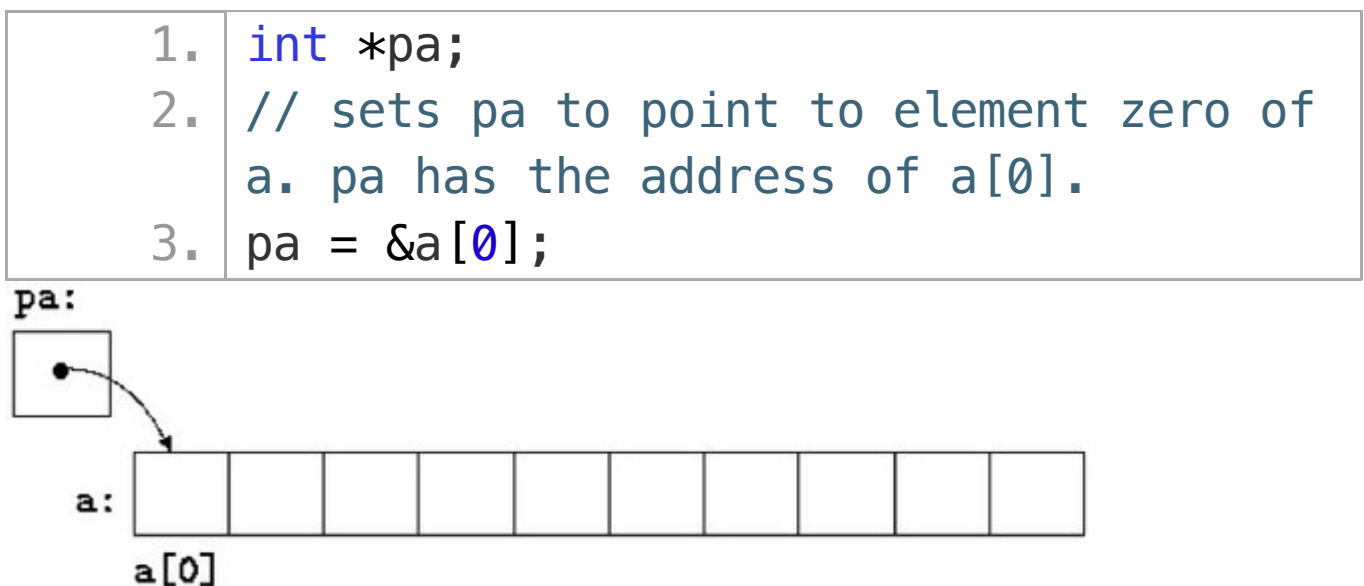 1. int *pa;
2. // sets pa to point to element zero of
a. pa has the address of a[0].
3. pa = &a[0];
pa:
a:
a[0]